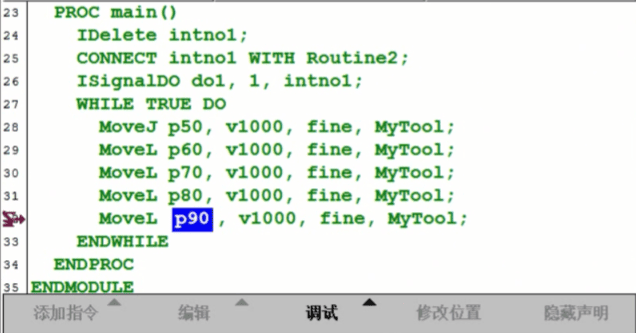 23 PROC main()
24 IDelete intno1;
25 CONNECT intno1 WITH Routine2;
26 ISignalDO do1, 1, intno1;
27 WHILE TRUE DO
28 MoveJ p50, v1000, fine, MyTool;
29 MoveL p60, v1000, fine, MyTool;
30 MoveL p70, v1000, fine, MyTool;
31 MoveL p80, v1000, fine, MyTool;
MoveL p90, v1000, fine, MyTool;
33 ENDWHILE
34 ENDPROC
35 ENDMODULE
添加指令 编辑 调试 修改位置 隐藏声明